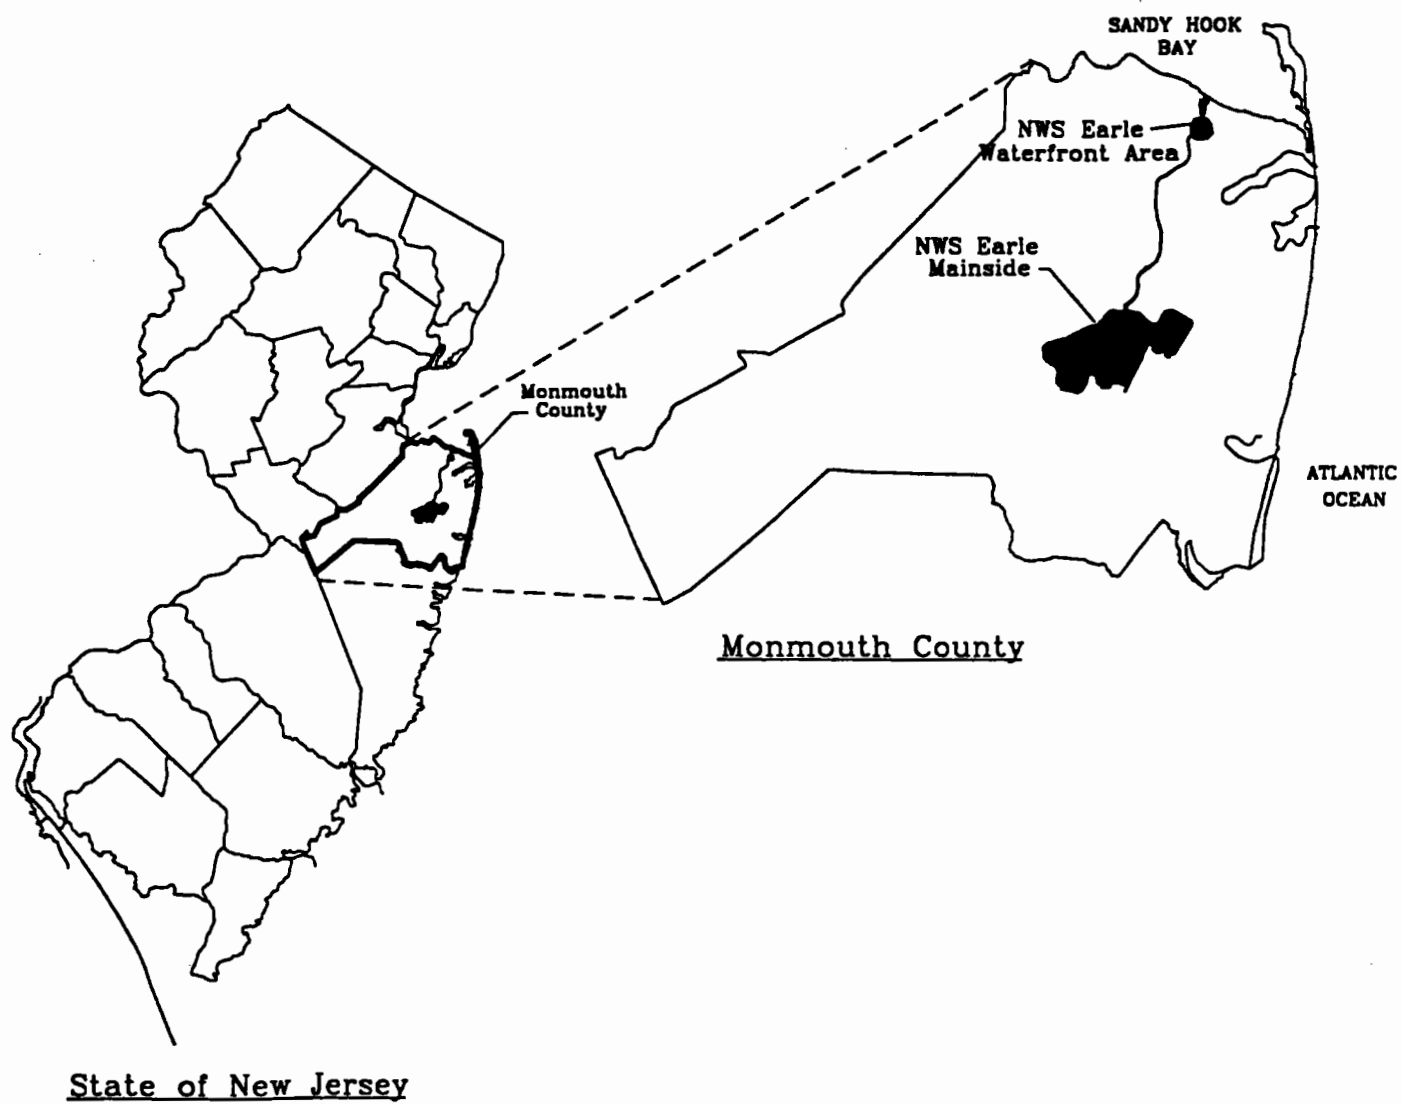 SANDY HOOK
BAY
NWS Earle
Waterfront Area
NWS Earle
Mainside
Monmouth
County
ATLANTIC
OCEAN
Monmouth County
State of New Jersey